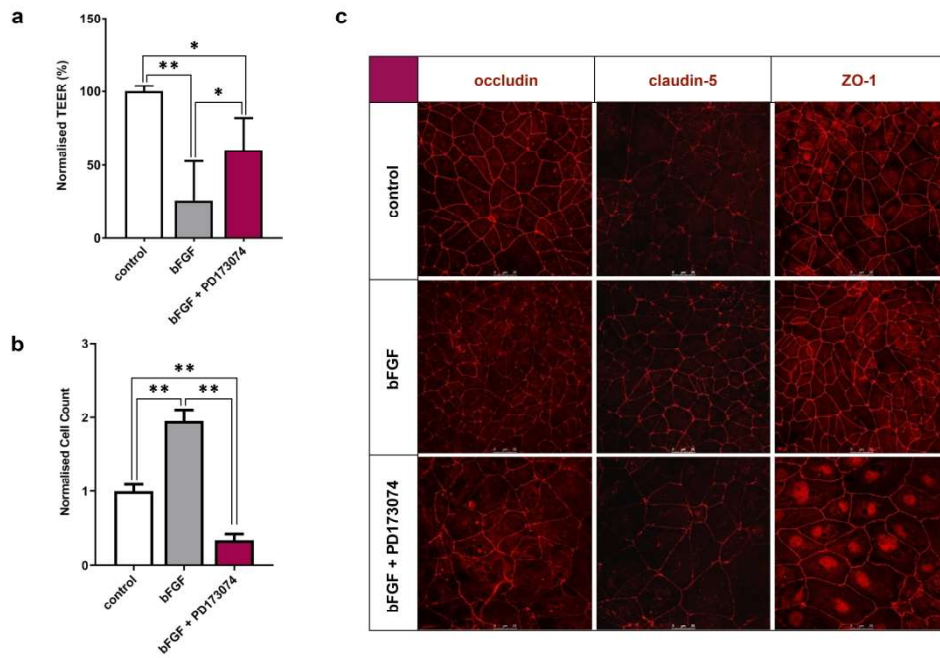 a
150
100
50
0
Normalised TEER (%)
*
**
*
control
bFGF
bFGF + PD173074
b
3
2
1
0
Normalised Cell Count
**
**
**
control
bFGF
bFGF + PD173074
c
occludin
claudin-5
ZO-1
control
bFGF
bFGF + PD173074